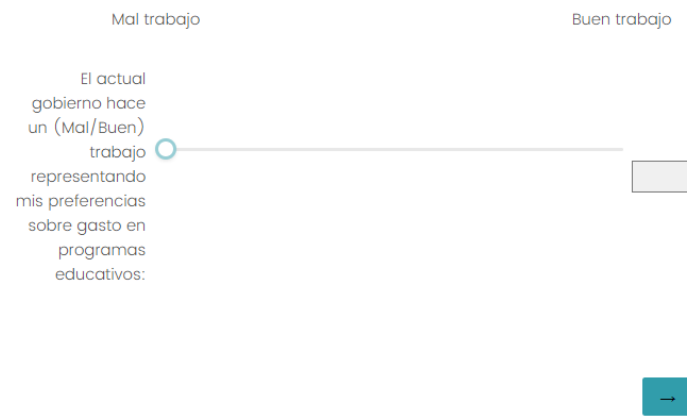 Mal trabajo
Buen trabajo
El actual
gobierno hace
un (Mal/Buen)
trabajo
representando
mis preferencias
sobre gasto en
programas
educativos:
→